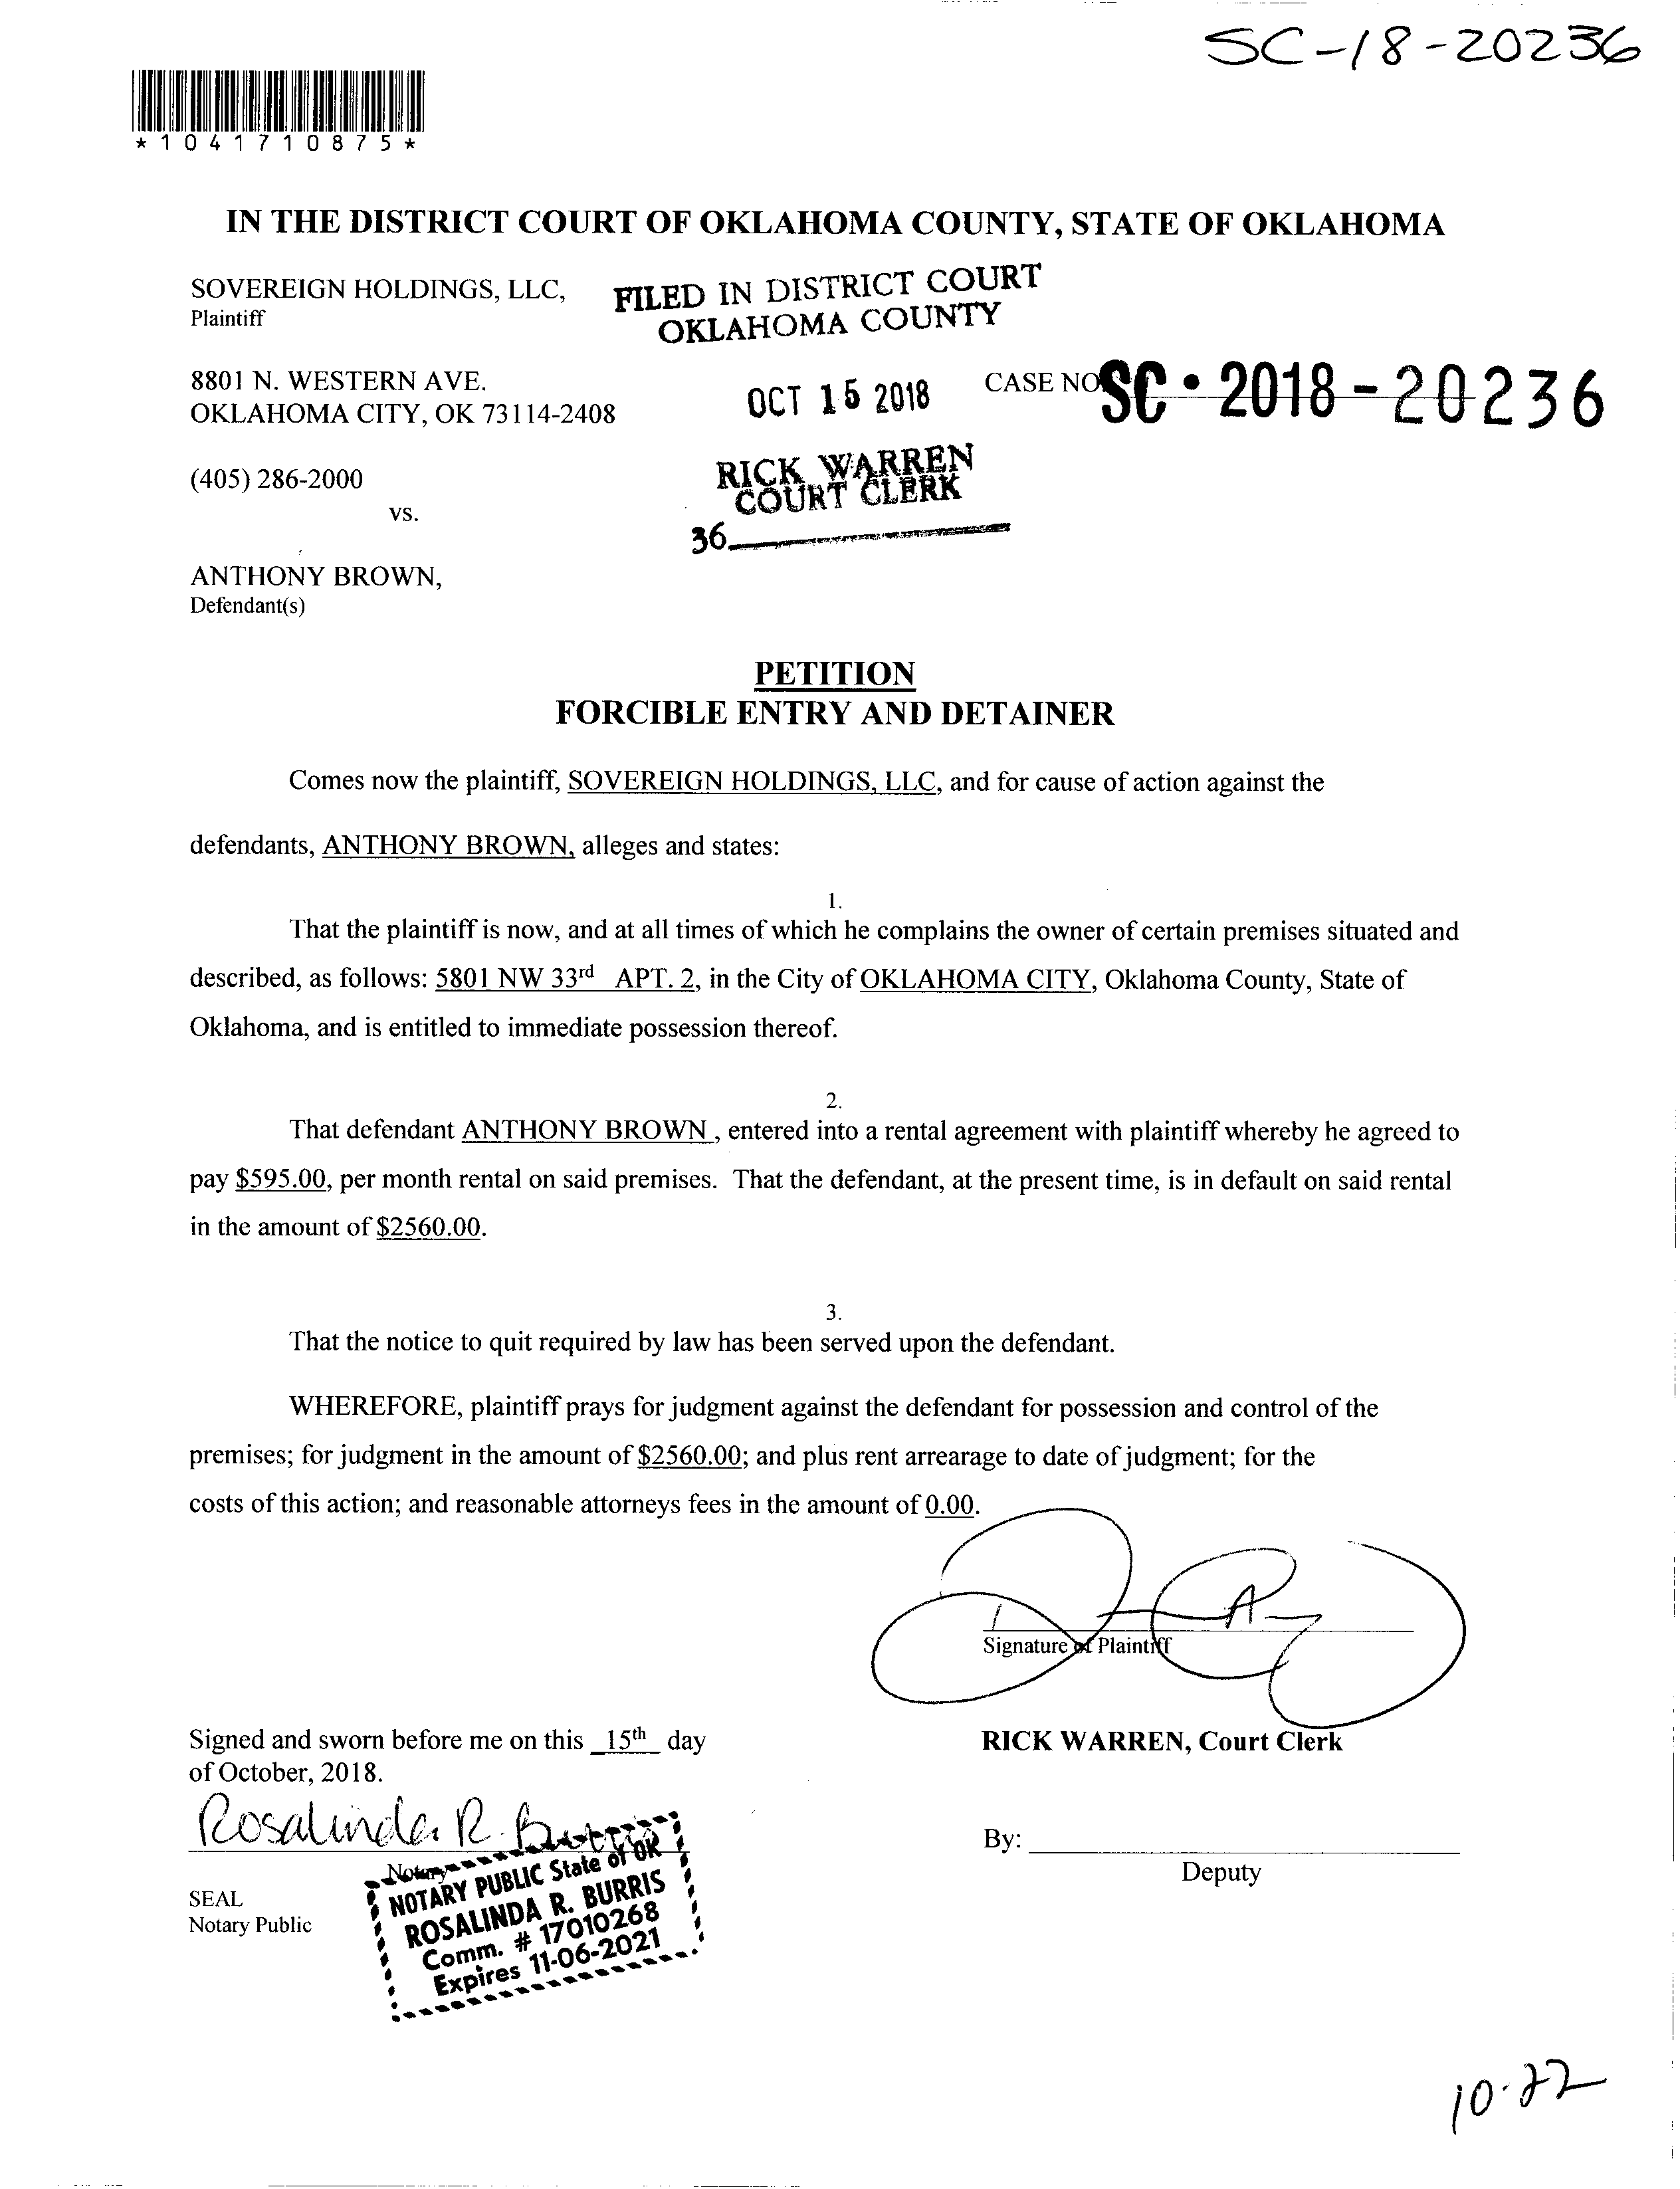 SC-18-20236
*1041710875*
IN THE DISTRICT COURT OF OKLAHOMA COUNTY, STATE OF OKLAHOMA
SOVEREIGN HOLDINGS, LLC,
Plaintiff
FILED IN DISTRICT COURT
OKLAHOMA COUNTY
8801 N. WESTERN AVE.
OKLAHOMA CITY, OK 73114-2408
OCT 15 2018
CASE NO SC • 2018 - 20236
(405) 286-2000
RICK WARREN
COURT CLERK
vs.
36
ANTHONY BROWN,
Defendant(s)
PETITION
FORCIBLE ENTRY AND DETAINER
Comes now the plaintiff, SOVEREIGN HOLDINGS, LLC, and for cause of action against the
defendants, ANTHONY BROWN, alleges and states:
1.
That the plaintiff is now, and at all times of which he complains the owner of certain premises situated and
described, as follows: 5801 NW 33rd APT. 2, in the City of OKLAHOMA CITY, Oklahoma County, State of
Oklahoma, and is entitled to immediate possession thereof.
2.
That defendant ANTHONY BROWN , entered into a rental agreement with plaintiff whereby he agreed to
pay $595.00, per month rental on said premises. That the defendant, at the present time, is in default on said rental
in the amount of $2560.00.
3.
That the notice to quit required by law has been served upon the defendant.
WHEREFORE, plaintiff prays for judgment against the defendant for possession and control of the
premises; for judgment in the amount of $2560.00; and plus rent arrearage to date of judgment; for the
costs of this action; and reasonable attorneys fees in the amount of 0.00.
Signature of Plaintiff
Signed and sworn before me on this 15th day
of October, 2018.
RICK WARREN, Court Clerk
Rosalinda R. Burris
Notary
By:
Deputy
SEAL
Notary Public
NOTARY PUBLIC State of OK
ROSALINDA R. BURRIS
Comm. # 17010268
Expires 11-06-2021
10-22